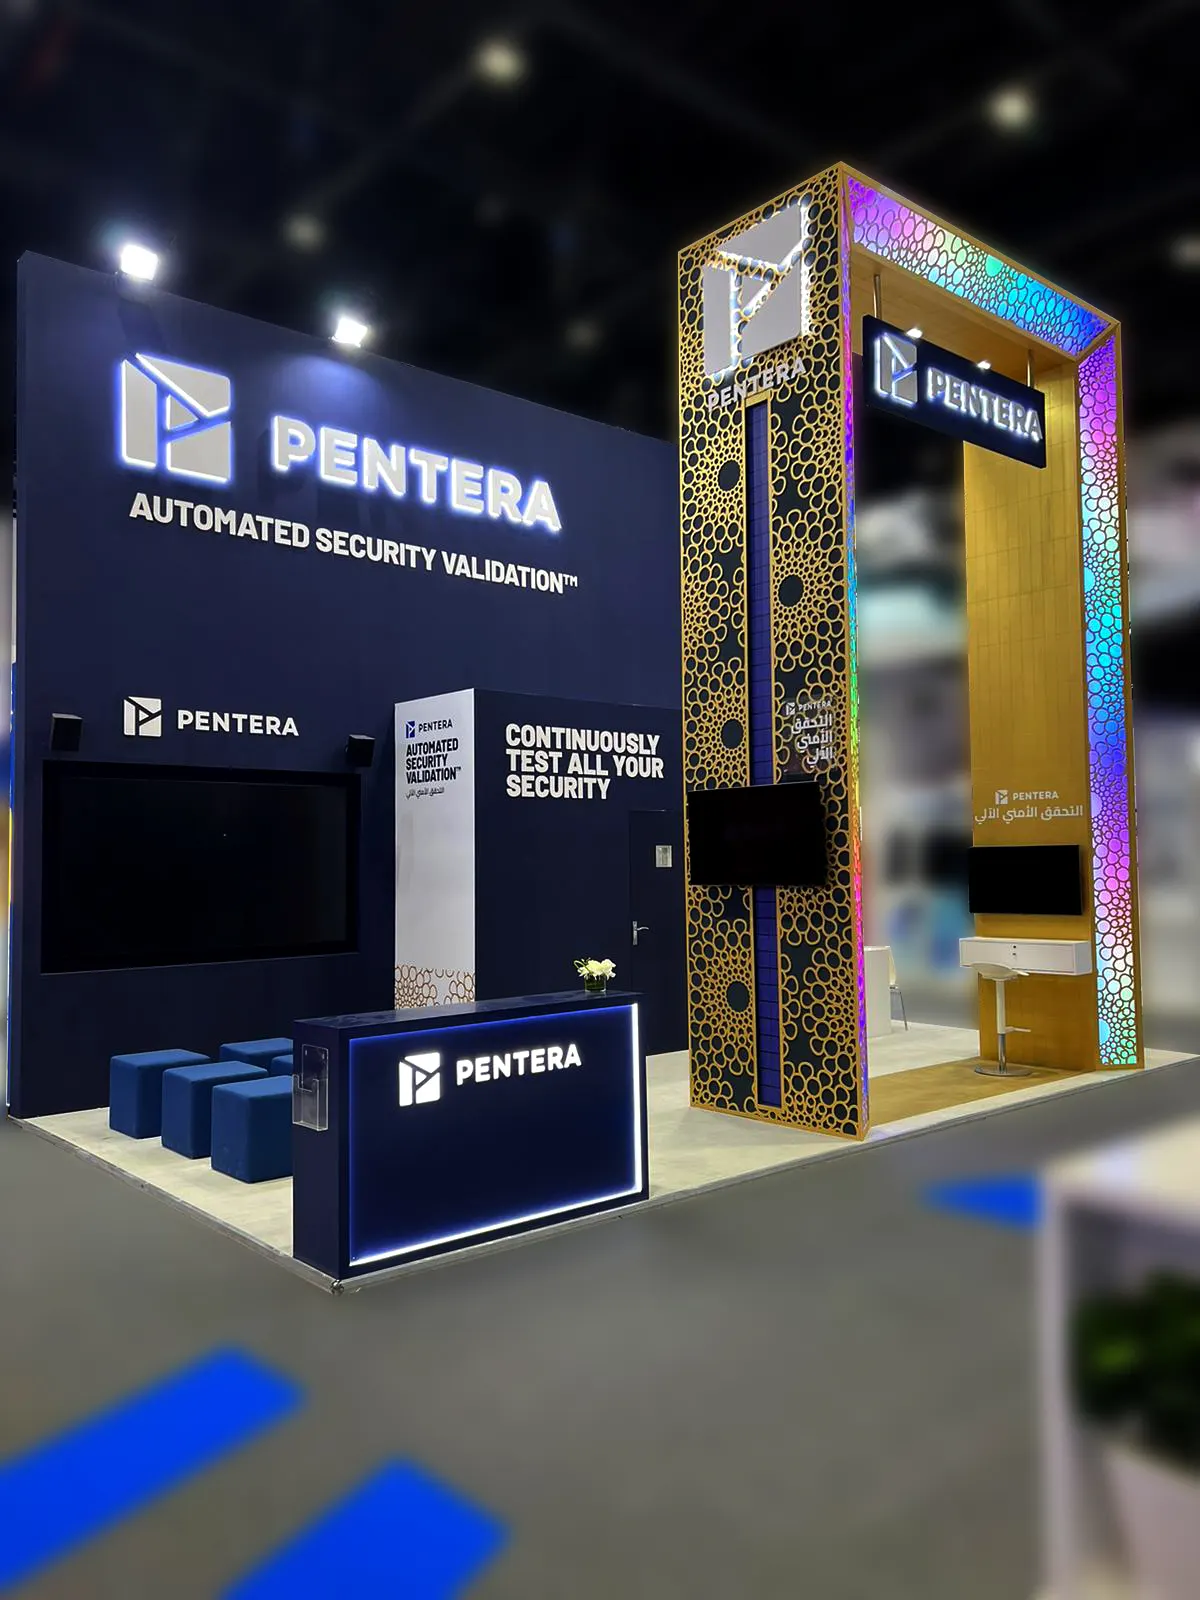 PENTERA
AUTOMATED SECURITY VALIDATION™
PENTERA
PENTERA
AUTOMATED
SECURITY
VALIDATION™
التحقق الأمني الآلي
CONTINUOUSLY
TEST ALL YOUR
SECURITY
PENTERA
PENTERA
PENTERA
PENTERA
التحقق
الأمني
الآلي
PENTERA
التحقق الأمني الآلي